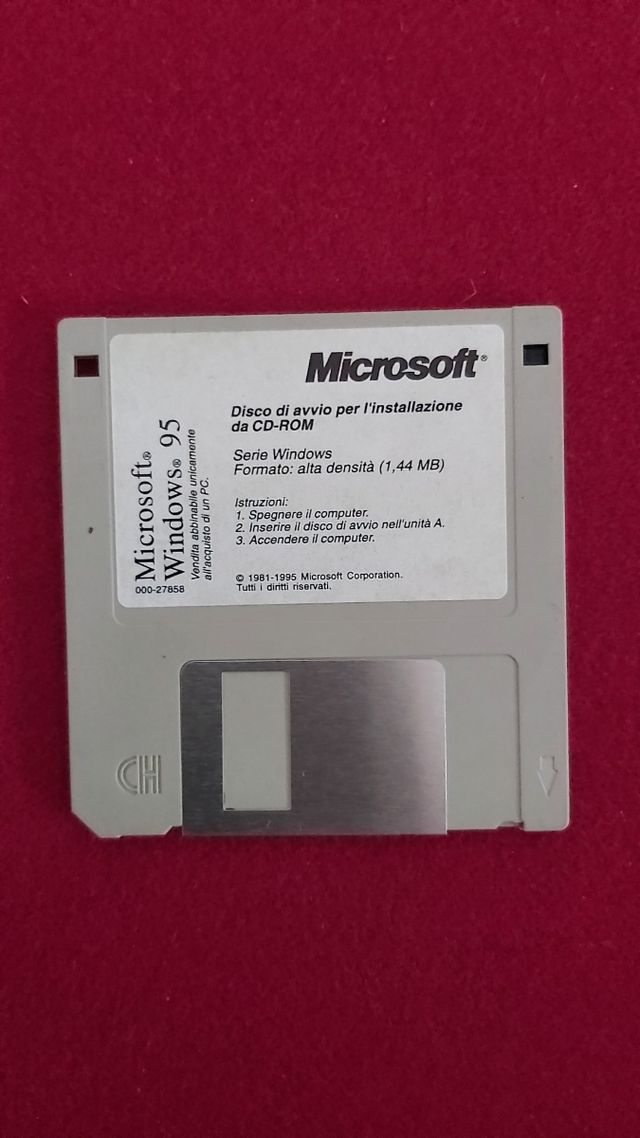 Microsoft®
Disco di avvio per l'installazione
da CD-ROM
Serie Windows
Formato: alta densità (1,44 MB)
Istruzioni:
1. Spegnere il computer.
2. Inserire il disco di avvio nell'unità A.
3. Accendere il computer.
© 1981-1995 Microsoft Corporation.
Tutti i diritti riservati.
Microsoft®
Windows® 95
Vendita abbinabile unicamente
all'acquisto di un PC.
000-27858
HD